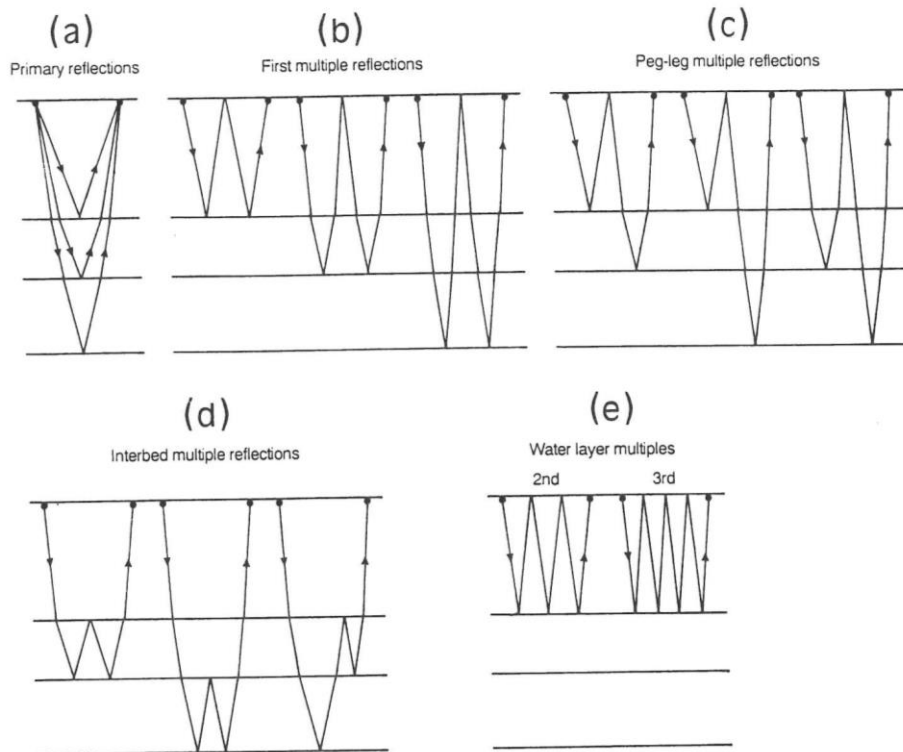 (a)
Primary reflections
(b)
First multiple reflections
(c)
Peg-leg multiple reflections
(d)
Interbed multiple reflections
(e)
Water layer multiples
2nd 3rd